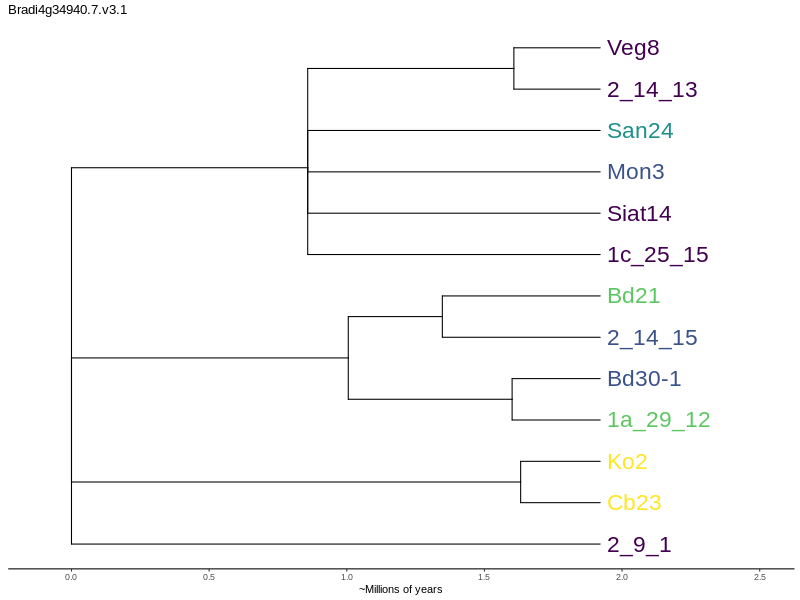 Bradi4g34940.7.v3.1
Veg8
2_14_13
San24
Mon3
Siat14
1c_25_15
Bd21
2_14_15
Bd30-1
1a_29_12
Ko2
Cb23
2_9_1
0.0 0.5 1.0 1.5 2.0 2.5
~Millions of years